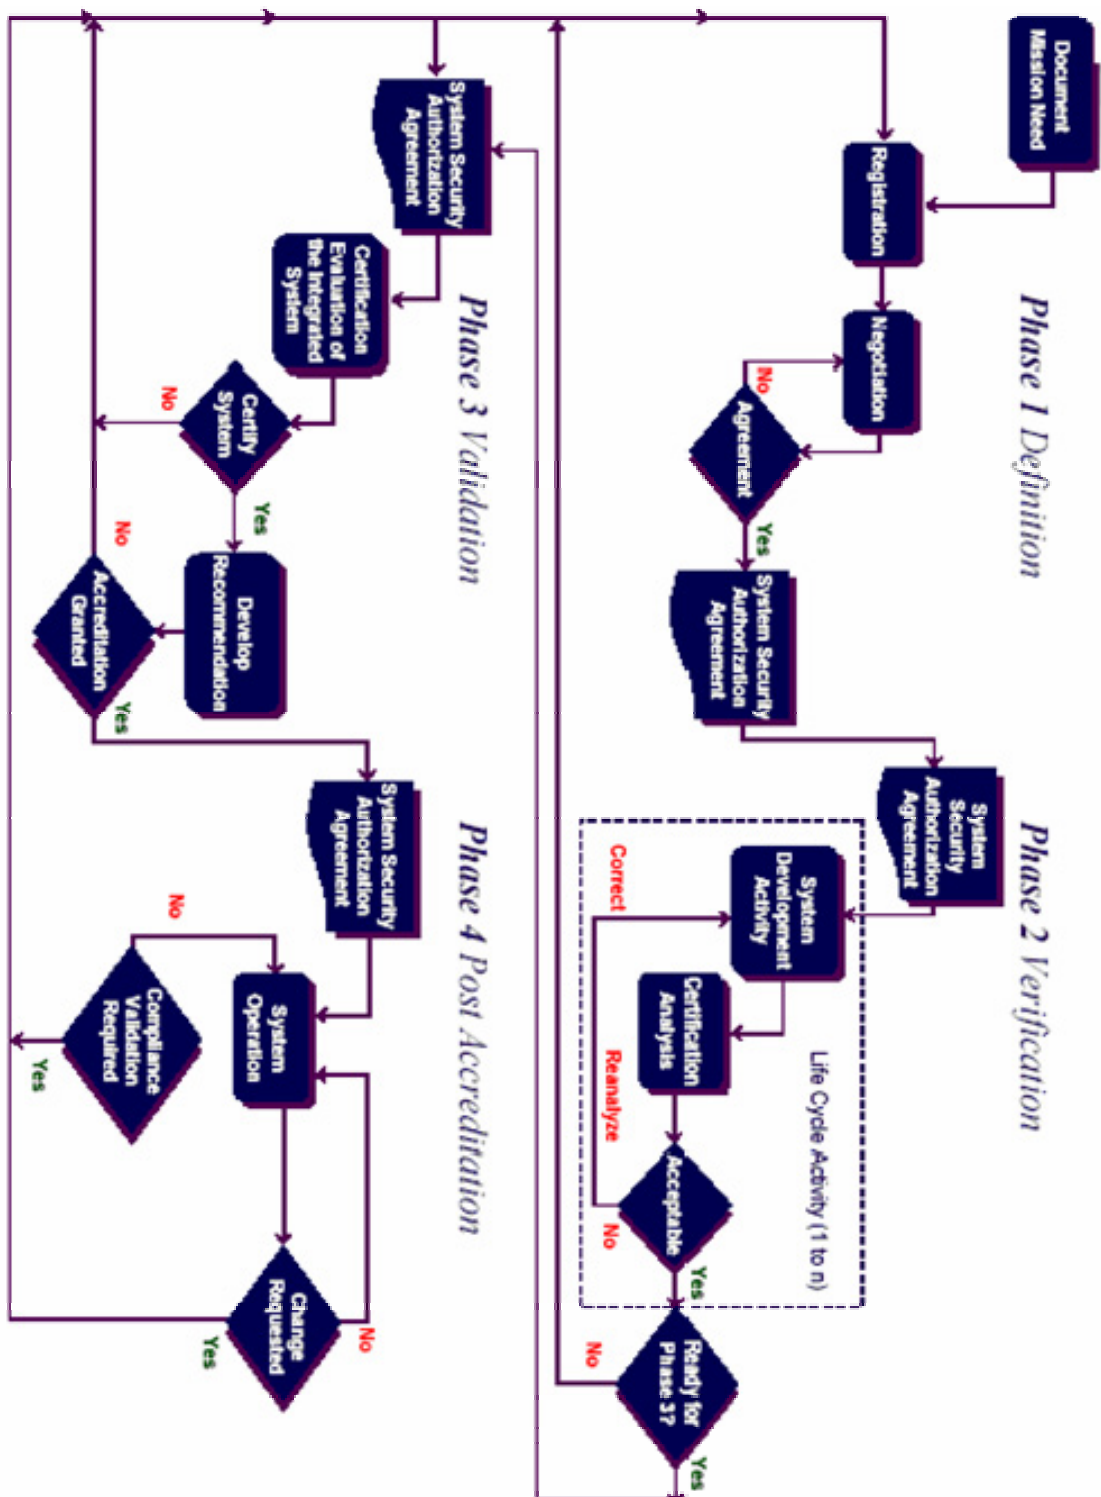 Document
Mission Need
Registration
Phase 1 Definition
Negotiation
No
Agreement
Yes
System Security
Authorization
Agreement
Phase 2 Verification
System
Security
Authorization
Agreement
Life Cycle Activity (1 to n)
System
Development
Activity
Correct
Certification
Analysis
Reanalyze
Acceptable
No
Yes
Ready for
Phase 3?
No
Yes
System Security
Authorization
Agreement
Phase 3 Validation
Certification
Evaluation of
the Integrated
System
Certify
System
No
Yes
Develop
Recommendation
Accreditation
Granted
No
Yes
Phase 4 Post Accreditation
System Security
Authorization
Agreement
System
Operation
No
Compliance
Validation
Required
Yes
Change
Requested
No
Yes